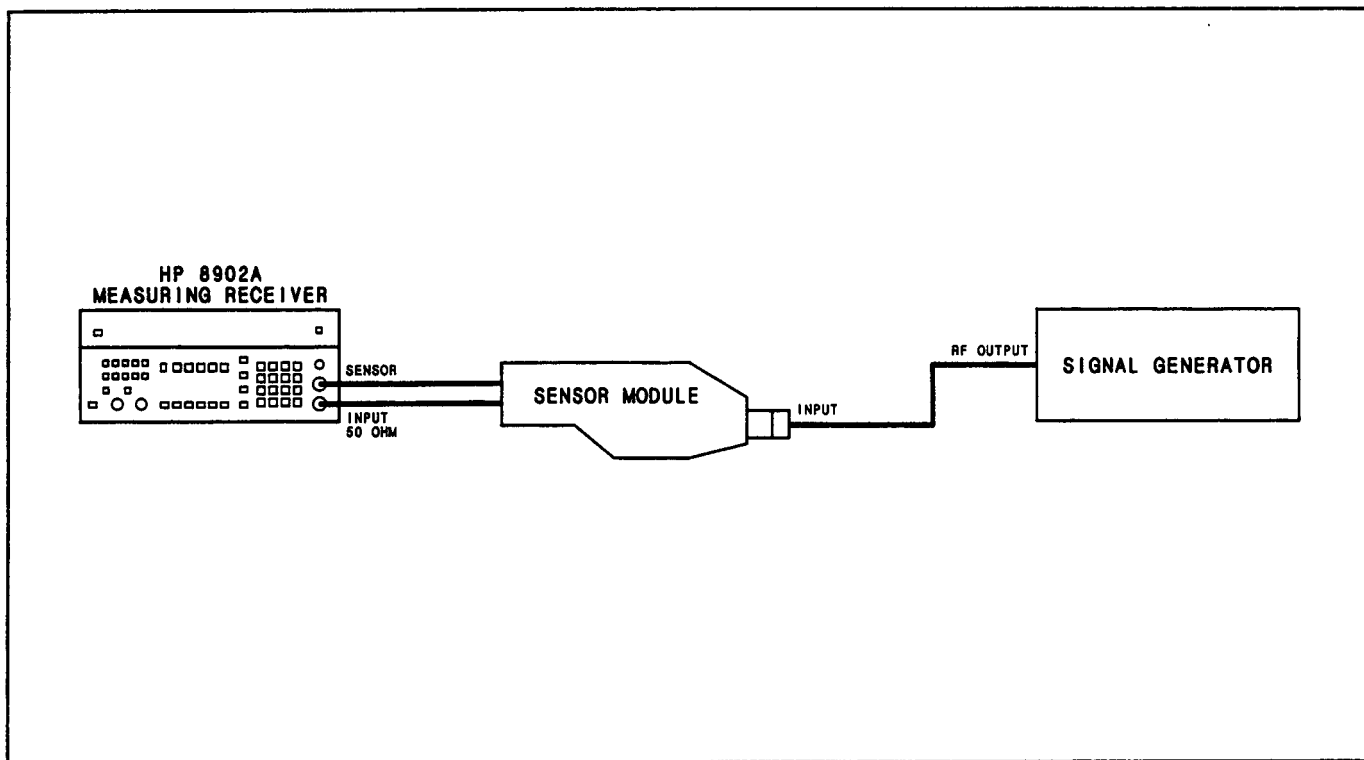 HP 8902A
MEASURING RECEIVER
SENSOR
INPUT
50 OHM
SENSOR MODULE
INPUT
RF OUTPUT
SIGNAL GENERATOR